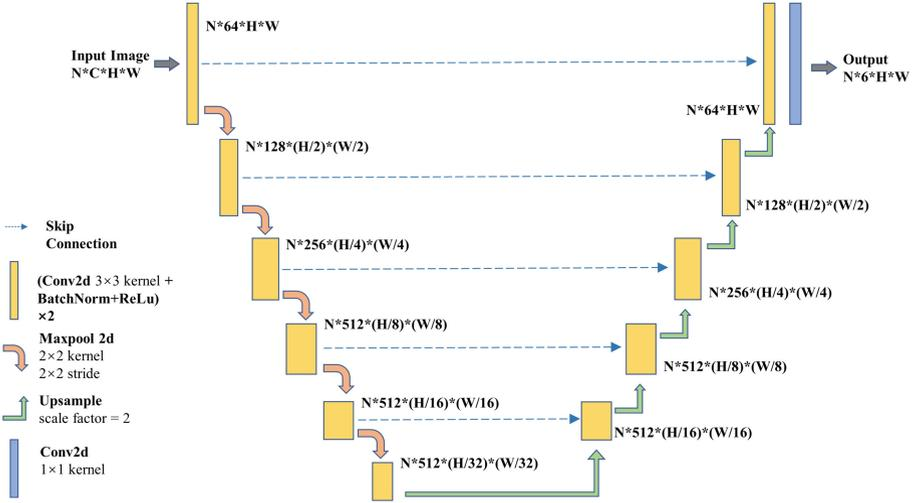 N*64*H*W
Input Image
N*C*H*W
Output
N*6*H*W
N*64*H*W
N*128*(H/2)*(W/2)
N*128*(H/2)*(W/2)
Skip
Connection
N*256*(H/4)*(W/4)
N*256*(H/4)*(W/4)
(Conv2d 3×3 kernel +
BatchNorm+ReLu)
×2
N*512*(H/8)*(W/8)
N*512*(H/8)*(W/8)
Maxpool 2d
2×2 kernel
2×2 stride
N*512*(H/16)*(W/16)
N*512*(H/16)*(W/16)
Upsample
scale factor = 2
N*512*(H/32)*(W/32)
Conv2d
1×1 kernel